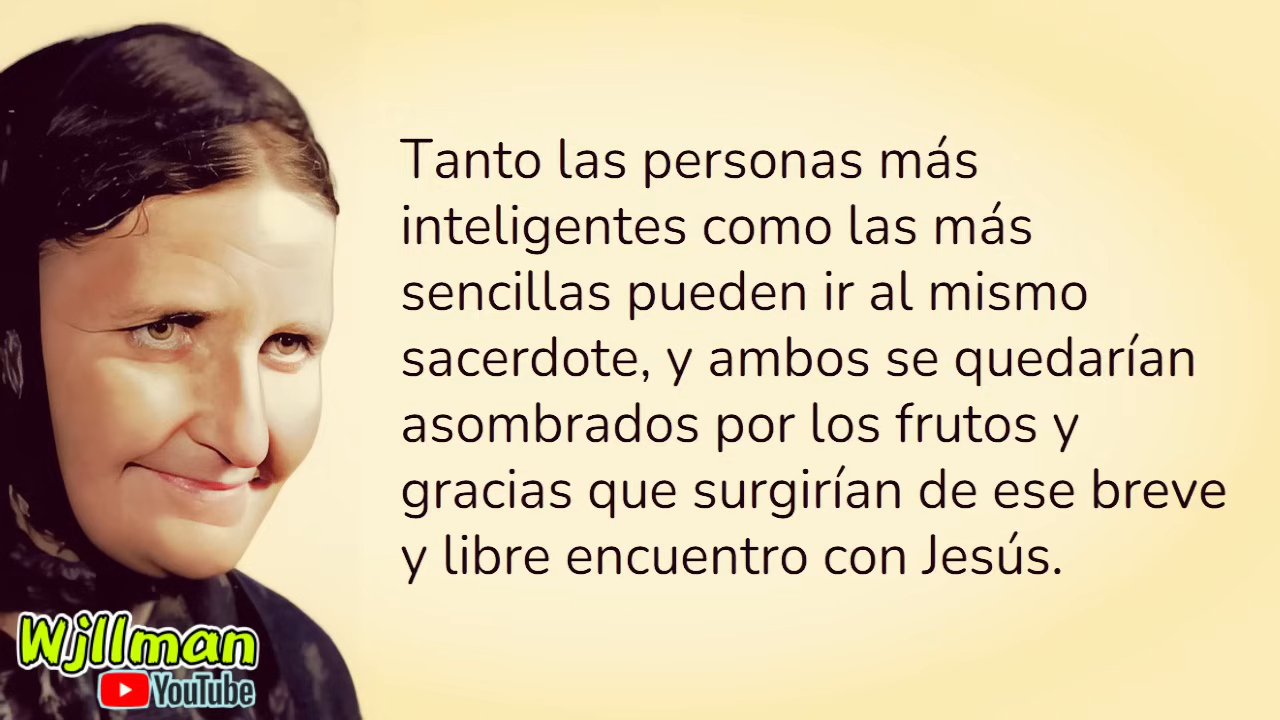 Tanto las personas más
inteligentes como las más
sencillas pueden ir al mismo
sacerdote, y ambos se quedarían
asombrados por los frutos y
gracias que surgirían de ese breve
y libre encuentro con Jesús.
Wjllman
YouTube